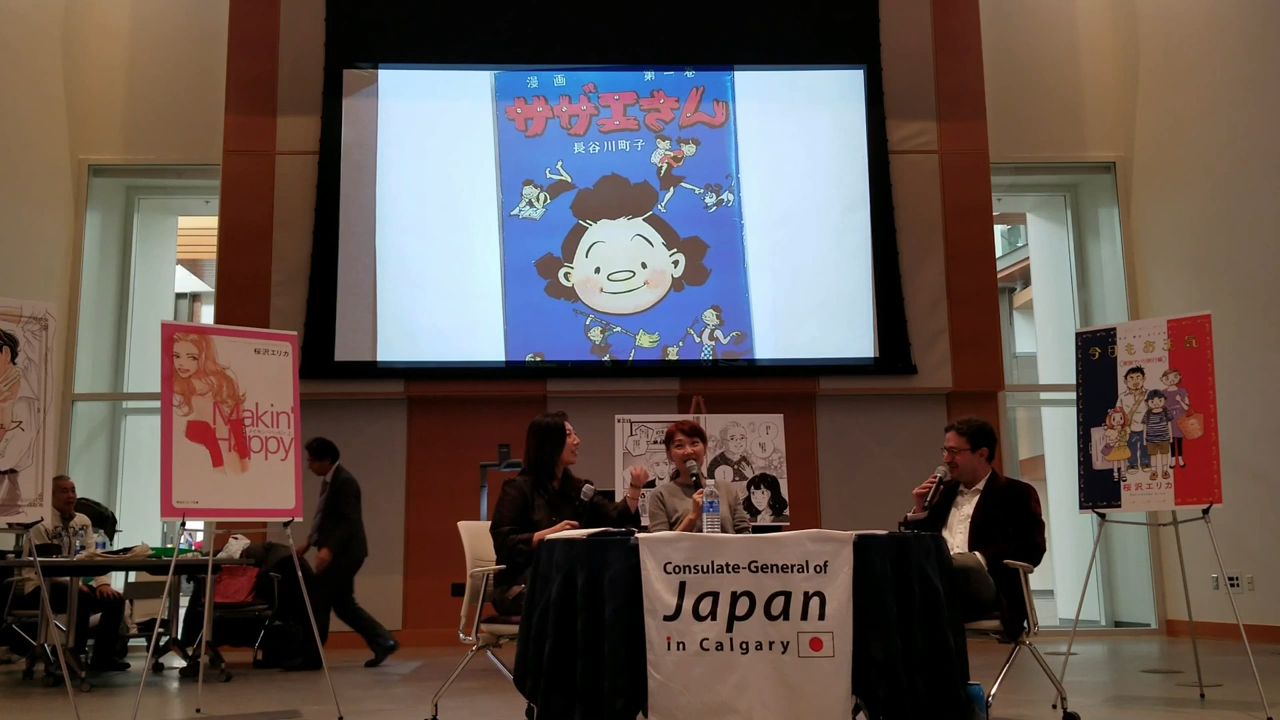 漫画 第一巻
サザエさん
長谷川町子
桜沢エリカ
Makin'
Happy
今日もお天気
桜沢エリカ
Consulate-General of
Japan
in Calgary